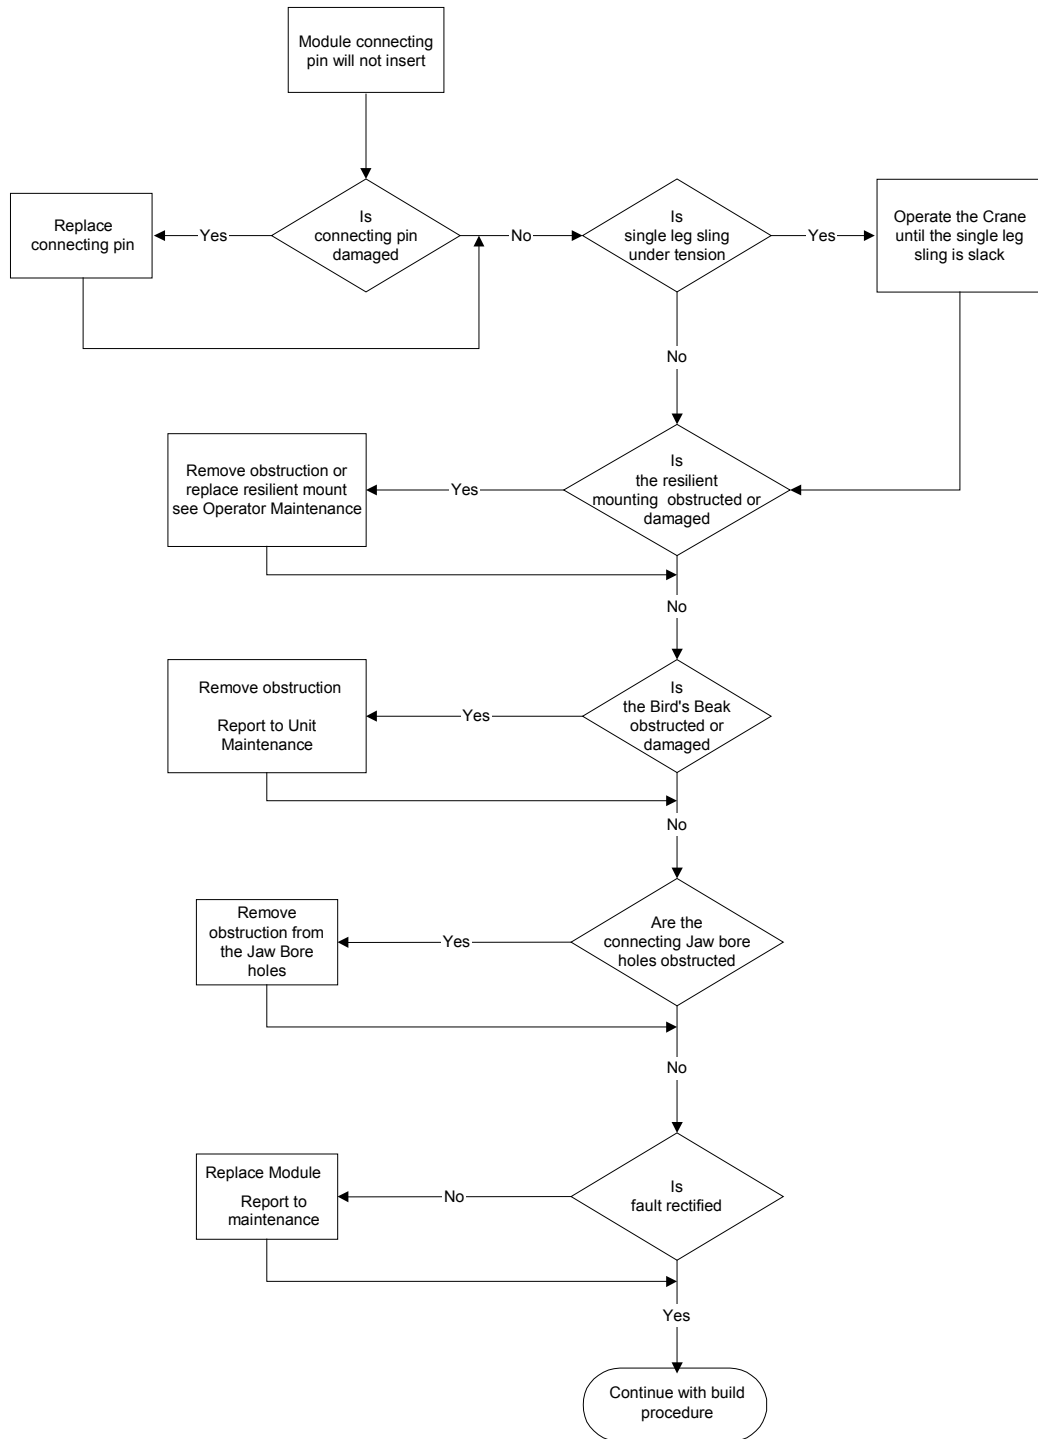 Module connecting
pin will not insert
Is
connecting pin
damaged
Yes
Replace
connecting pin
No
Is
single leg sling
under tension
Yes
Operate the Crane
until the single leg
sling is slack
No
Is
the resilient
mounting obstructed or
damaged
Yes
Remove obstruction or
replace resilient mount
see Operator Maintenance
No
Is
the Bird's Beak
obstructed or
damaged
Yes
Remove obstruction
Report to Unit
Maintenance
No
Are the
connecting Jaw bore
holes obstructed
Yes
Remove
obstruction from
the Jaw Bore
holes
No
Is
fault rectified
No
Replace Module
Report to
maintenance
Yes
Continue with build
procedure